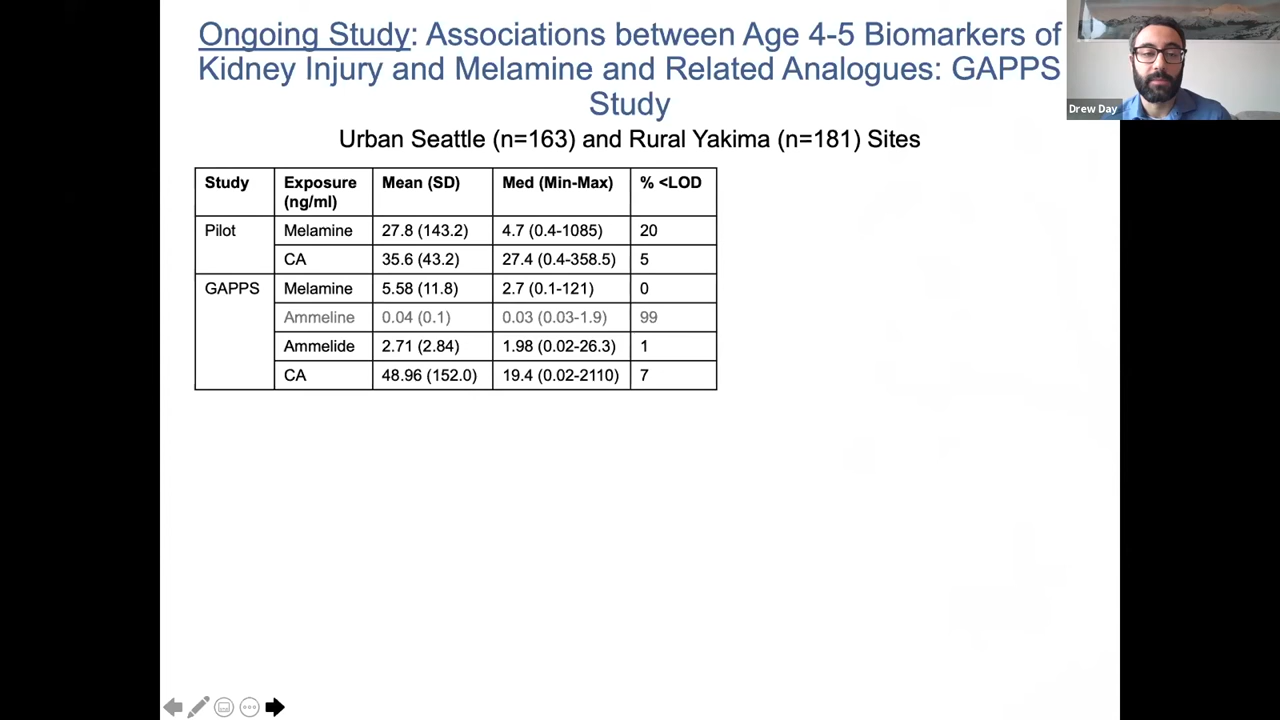 Ongoing Study: Associations between Age 4-5 Biomarkers of
Kidney Injury and Melamine and Related Analogues: GAPPS
Study
Drew Day
Urban Seattle (n=163) and Rural Yakima (n=181) Sites
Study Exposure (ng/ml) Mean (SD) Med (Min-Max) % <LOD
Pilot Melamine 27.8 (143.2) 4.7 (0.4-1085) 20
CA 35.6 (43.2) 27.4 (0.4-358.5) 5
GAPPS Melamine 5.58 (11.8) 2.7 (0.1-121) 0
Ammeline 0.04 (0.1) 0.03 (0.03-1.9) 99
Ammelide 2.71 (2.84) 1.98 (0.02-26.3) 1
CA 48.96 (152.0) 19.4 (0.02-2110) 7